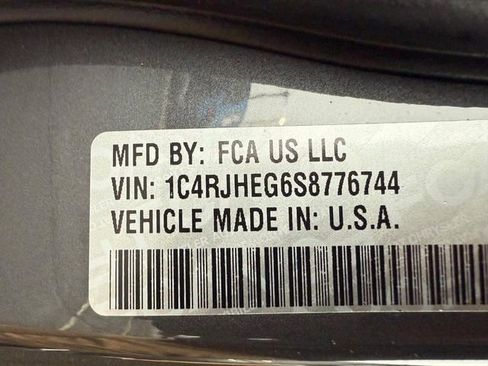 MFD BY: FCA US LLC
VIN: 1C4RJHEG6S8776744
VEHICLE MADE IN: U.S.A.